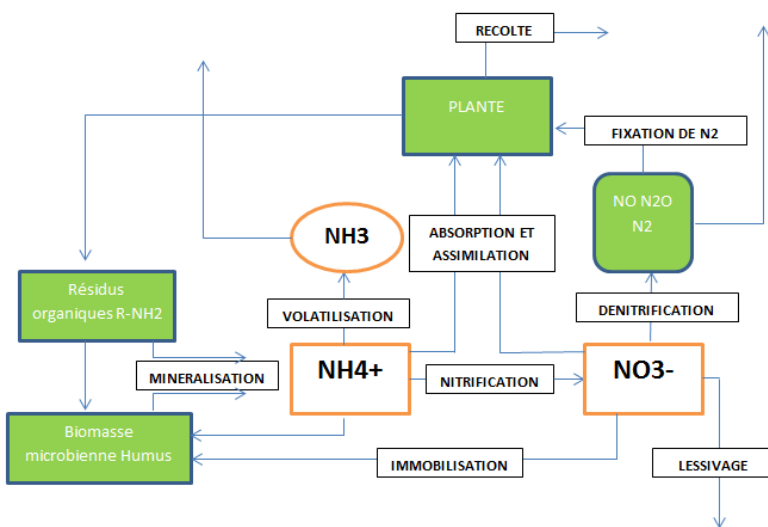 RECOLTE
PLANTE
FIXATION DE N2
NO N2O
N2
NH3
ABSORPTION ET
ASSIMILATION
Résidus
organiques R-NH2
VOLATILISATION
DENITRIFICATION
MINERALISATION
NH4+
NITRIFICATION
NO3-
Biomasse
microbienne Humus
IMMOBILISATION
LESSIVAGE